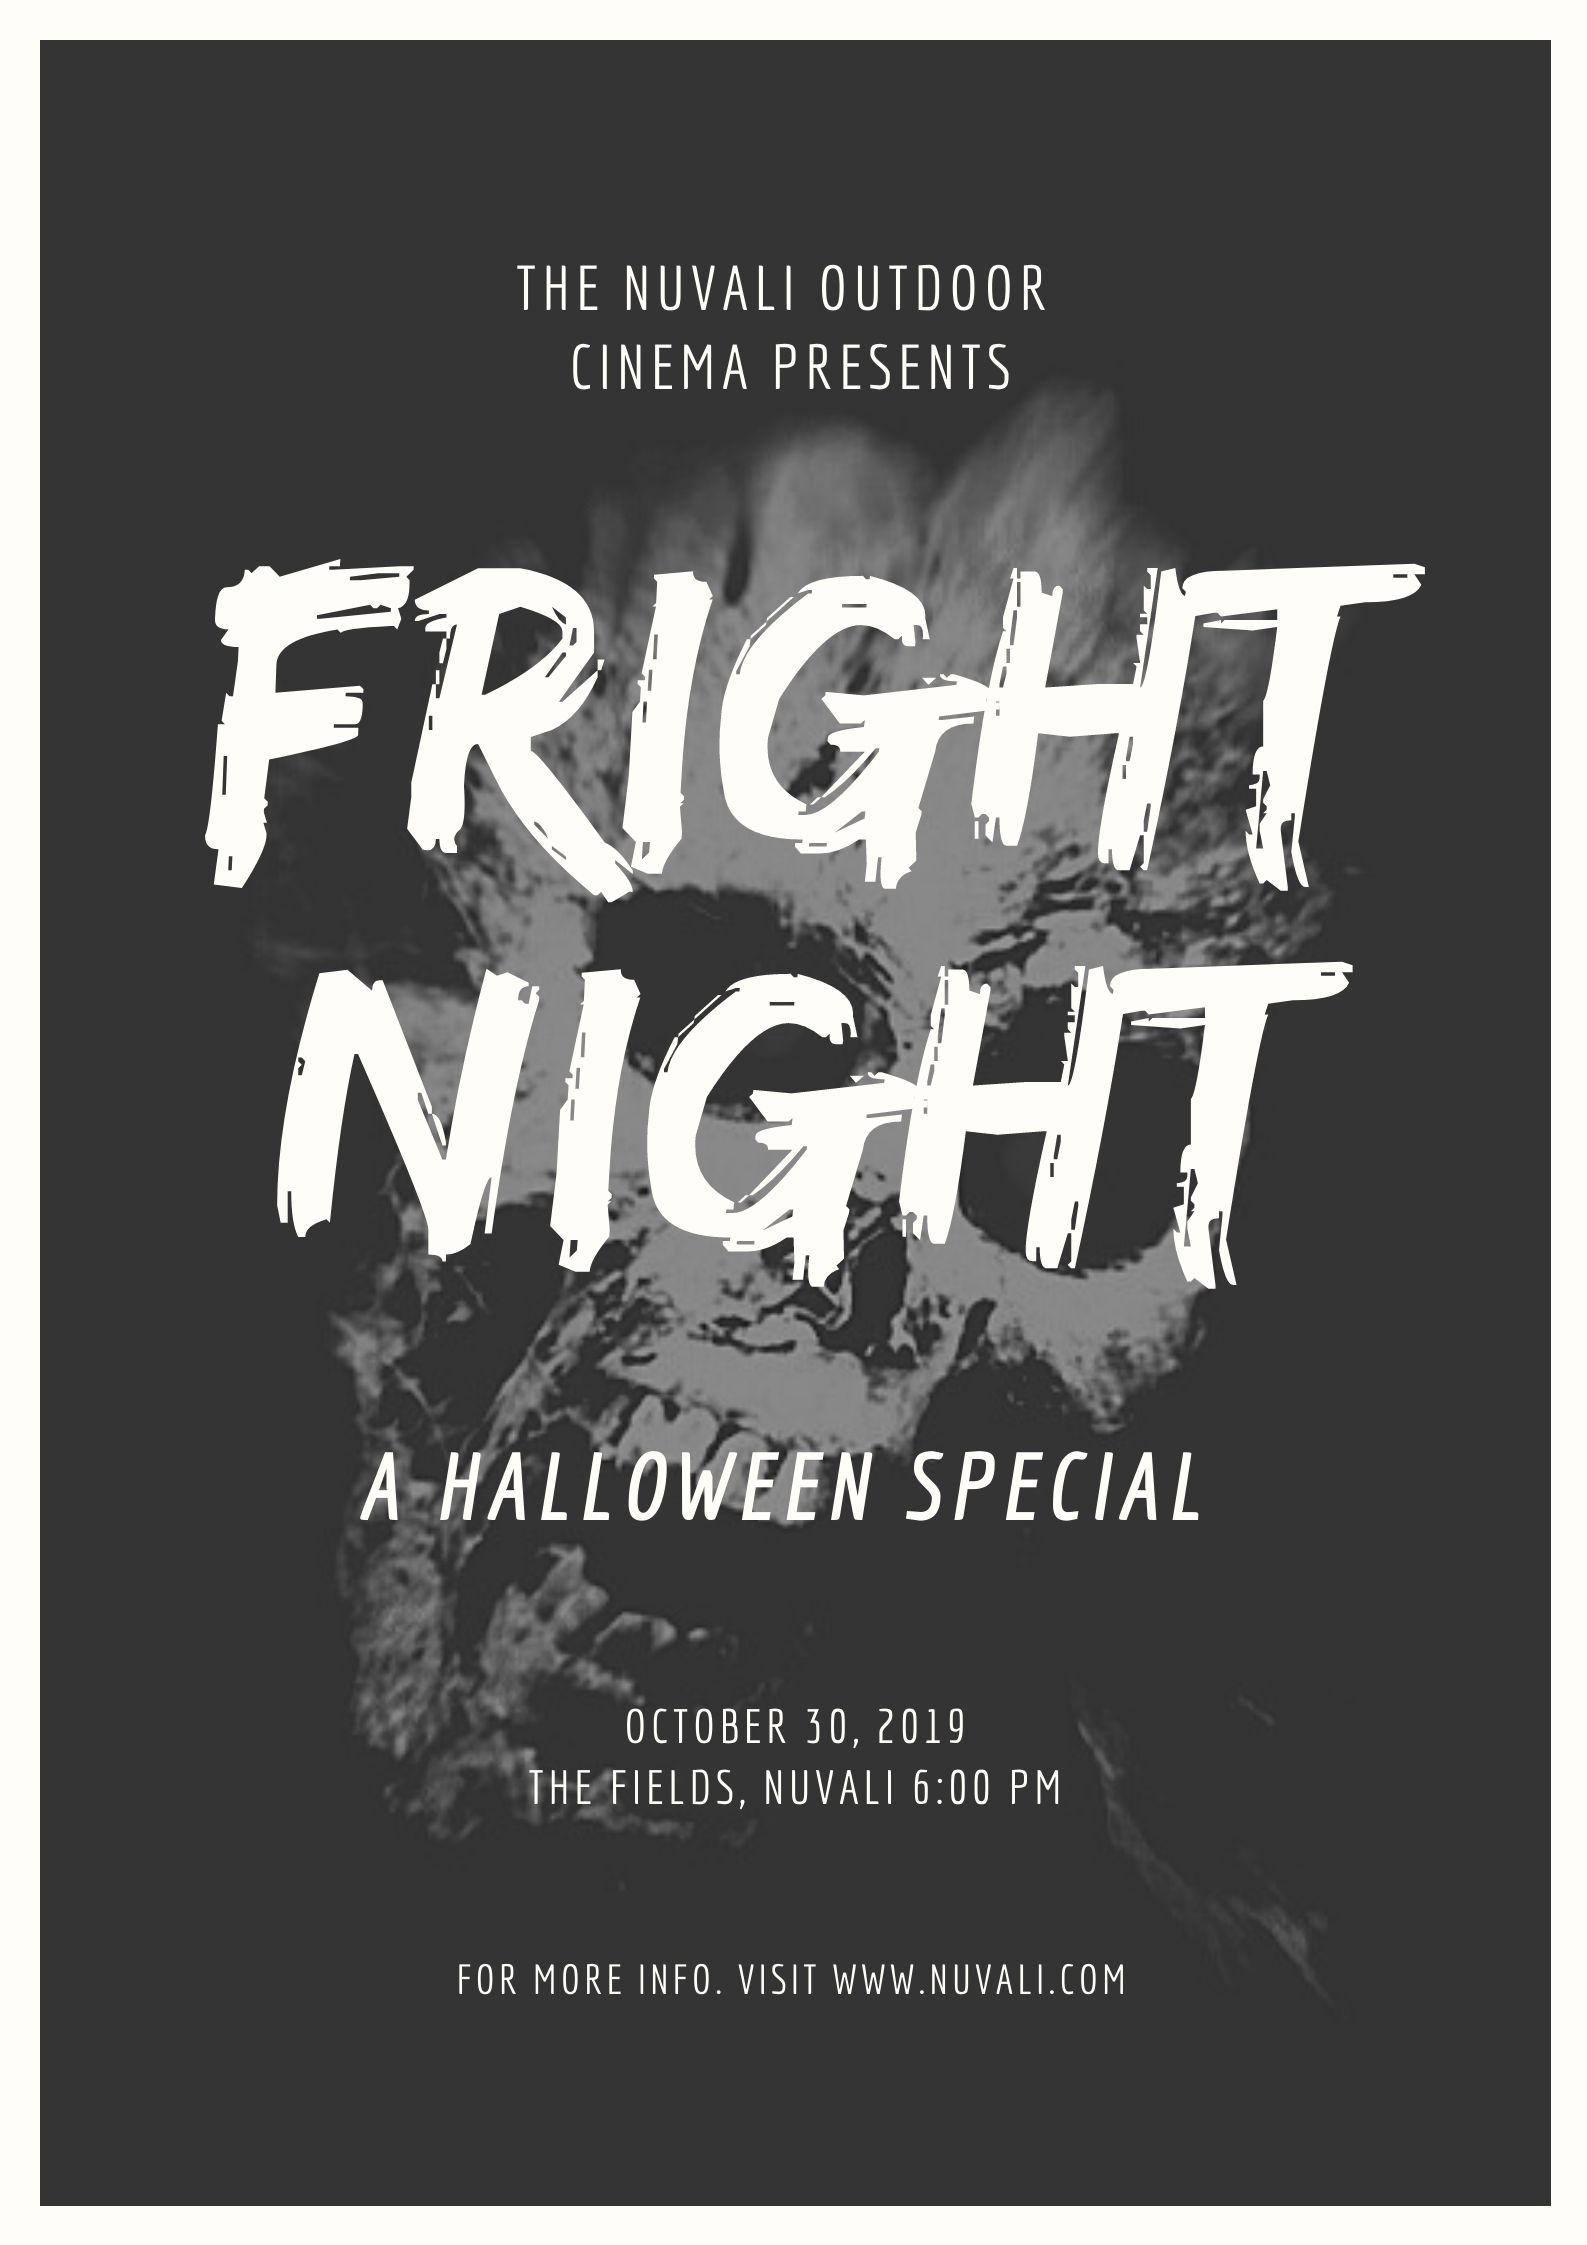 THE NUVALI OUTDOOR
CINEMA PRESENTS
FRIGHT
NIGHT
A HALLOWEEN SPECIAL
OCTOBER 30, 2019
THE FIELDS, NUVALI 6:00 PM
FOR MORE INFO. VISIT WWW.NUVALI.COM